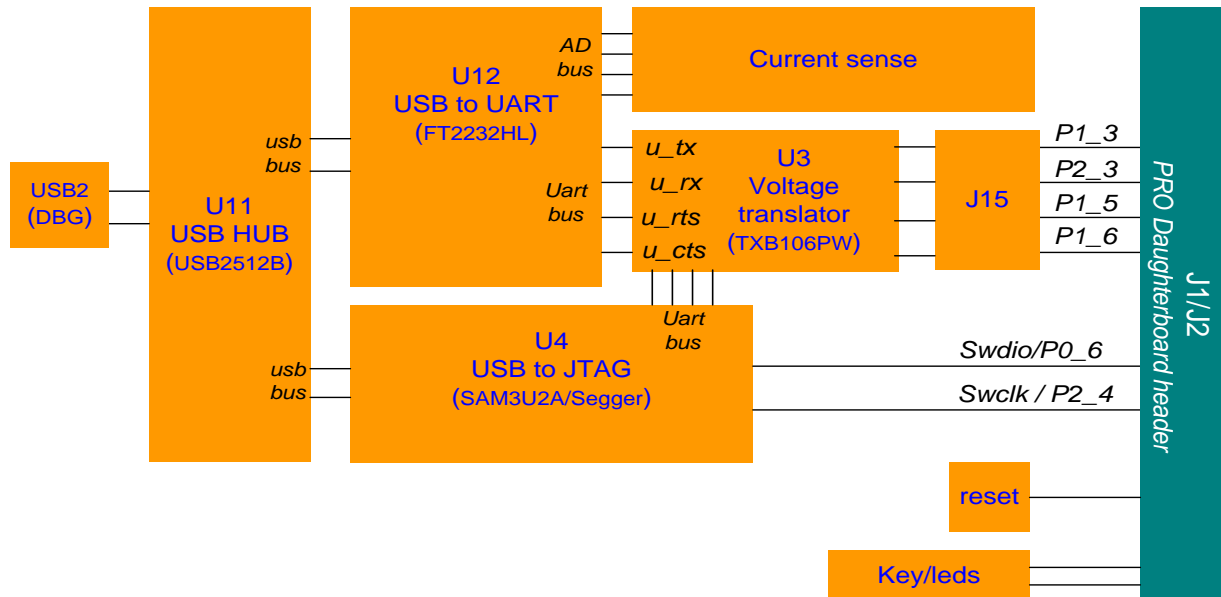 USB2
(DBG)
U11
USB HUB
(USB2512B)
usb
bus
usb
bus
U12
USB to UART
(FT2232HL)
AD
bus
Uart
bus
Current sense
u_tx
u_rx
u_rts
u_cts
U3
Voltage
translator
(TXB106PW)
J15
P1_3
P2_3
P1_5
P1_6
U4
USB to JTAG
(SAM3U2A/Segger)
Uart
bus
Swdio/P0_6
Swclk / P2_4
reset
Key/leds
J1/J2
PRO Daughterboard header